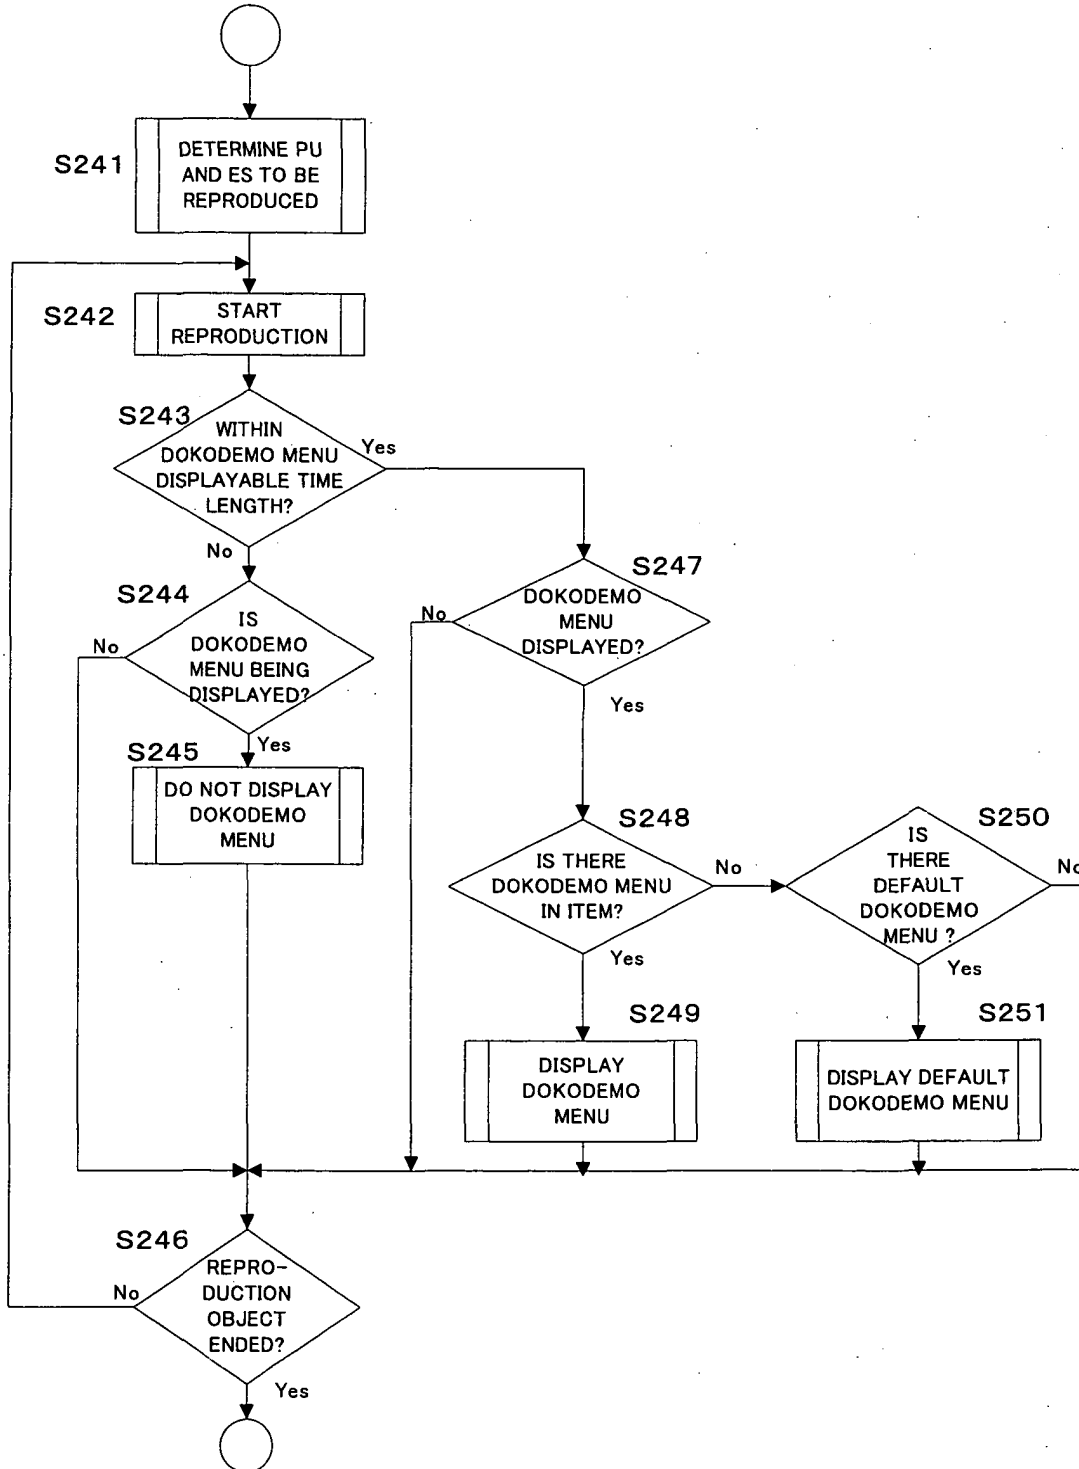 S241
DETERMINE PU
AND ES TO BE
REPRODUCED
S242
START
REPRODUCTION
S243
WITHIN
DOKODEMO MENU
DISPLAYABLE TIME
LENGTH?
Yes
No
S244
IS
DOKODEMO
MENU BEING
DISPLAYED?
No
Yes
S247
DOKODEMO
MENU
DISPLAYED?
No
Yes
S245
DO NOT DISPLAY
DOKODEMO
MENU
S248
IS THERE
DOKODEMO MENU
IN ITEM?
No
Yes
S250
IS
THERE
DEFAULT
DOKODEMO
MENU ?
No
Yes
S249
DISPLAY
DOKODEMO
MENU
S251
DISPLAY DEFAULT
DOKODEMO MENU
S246
REPRO-
DUCTION
OBJECT
ENDED?
No
Yes